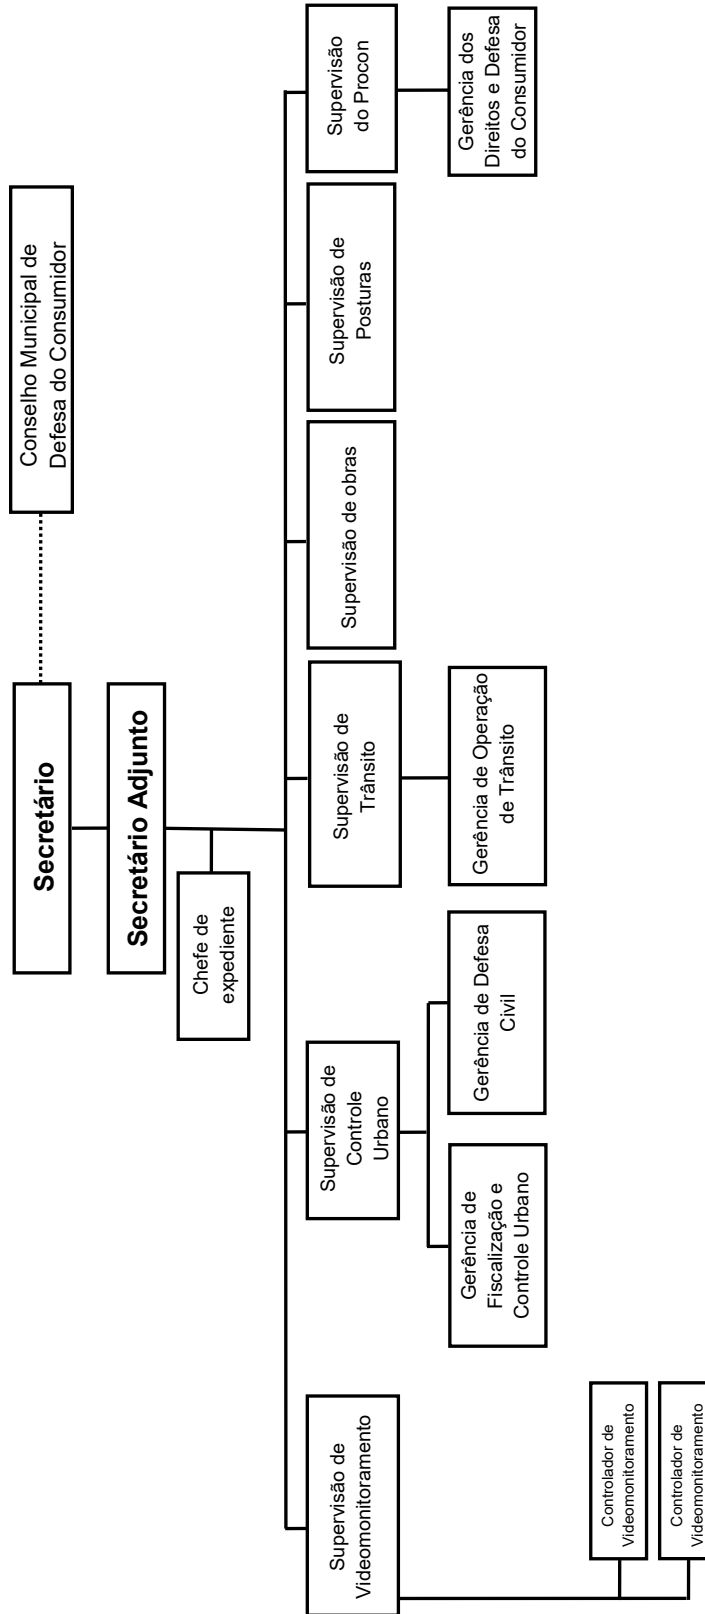 Conselho Municipal de
Defesa do Consumidor
Secretário
Secretário Adjunto
Chefe de
expediente
Supervisão de
Videomonitoramento
Supervisão de
Controle
Urbano
Supervisão de
Trânsito
Supervisão de obras
Supervisão de
Posturas
Supervisão
do Procon
Gerência de
Fiscalização e
Controle Urbano
Gerência de Defesa
Civil
Gerência de Operação
de Trânsito
Gerência dos
Direitos e Defesa
do Consumidor
Controlador de
Videomonitoramento
Controlador de
Videomonitoramento